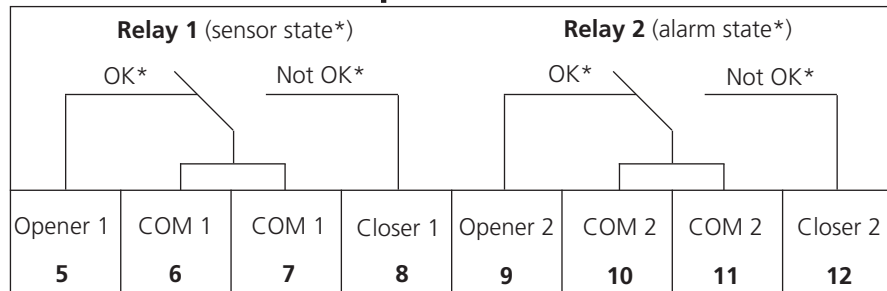 Relay 1 (sensor state*) Relay 2 (alarm state*)
OK* Not OK* OK* Not OK*
Opener 1 COM 1 COM 1 Closer 1 Opener 2 COM 2 COM 2 Closer 2
5 6 7 8 9 10 11 12